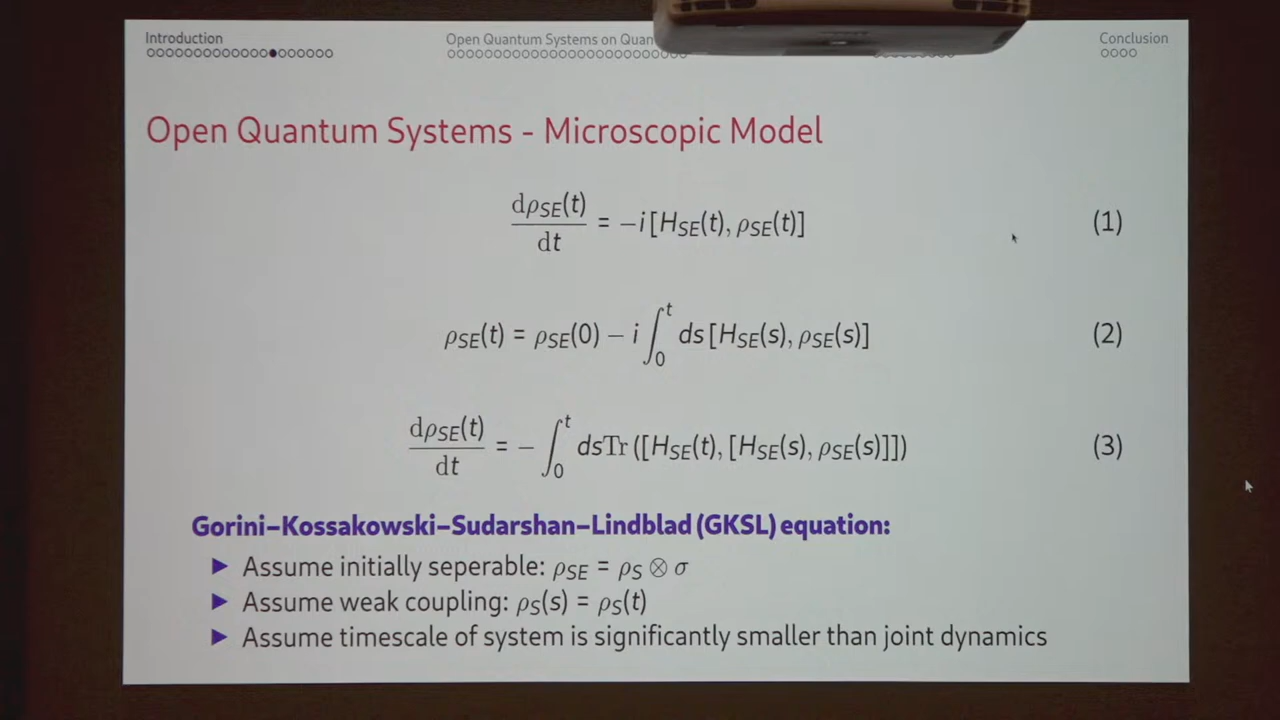 Introduction
Open Quantum Systems on Quan
Conclusion
Open Quantum Systems - Microscopic Model
dρSE(t)/dt = −i[HSE(t), ρSE(t)] (1)
ρSE(t) = ρSE(0) − i ∫₀ᵗ ds[HSE(s), ρSE(s)] (2)
dρSE(t)/dt = − ∫₀ᵗ dsTr([HSE(t), [HSE(s), ρSE(s)]]) (3)
Gorini–Kossakowski–Sudarshan–Lindblad (GKSL) equation:
▶ Assume initially seperable: ρSE = ρS ⊗ σ
▶ Assume weak coupling: ρS(s) = ρS(t)
▶ Assume timescale of system is significantly smaller than joint dynamics